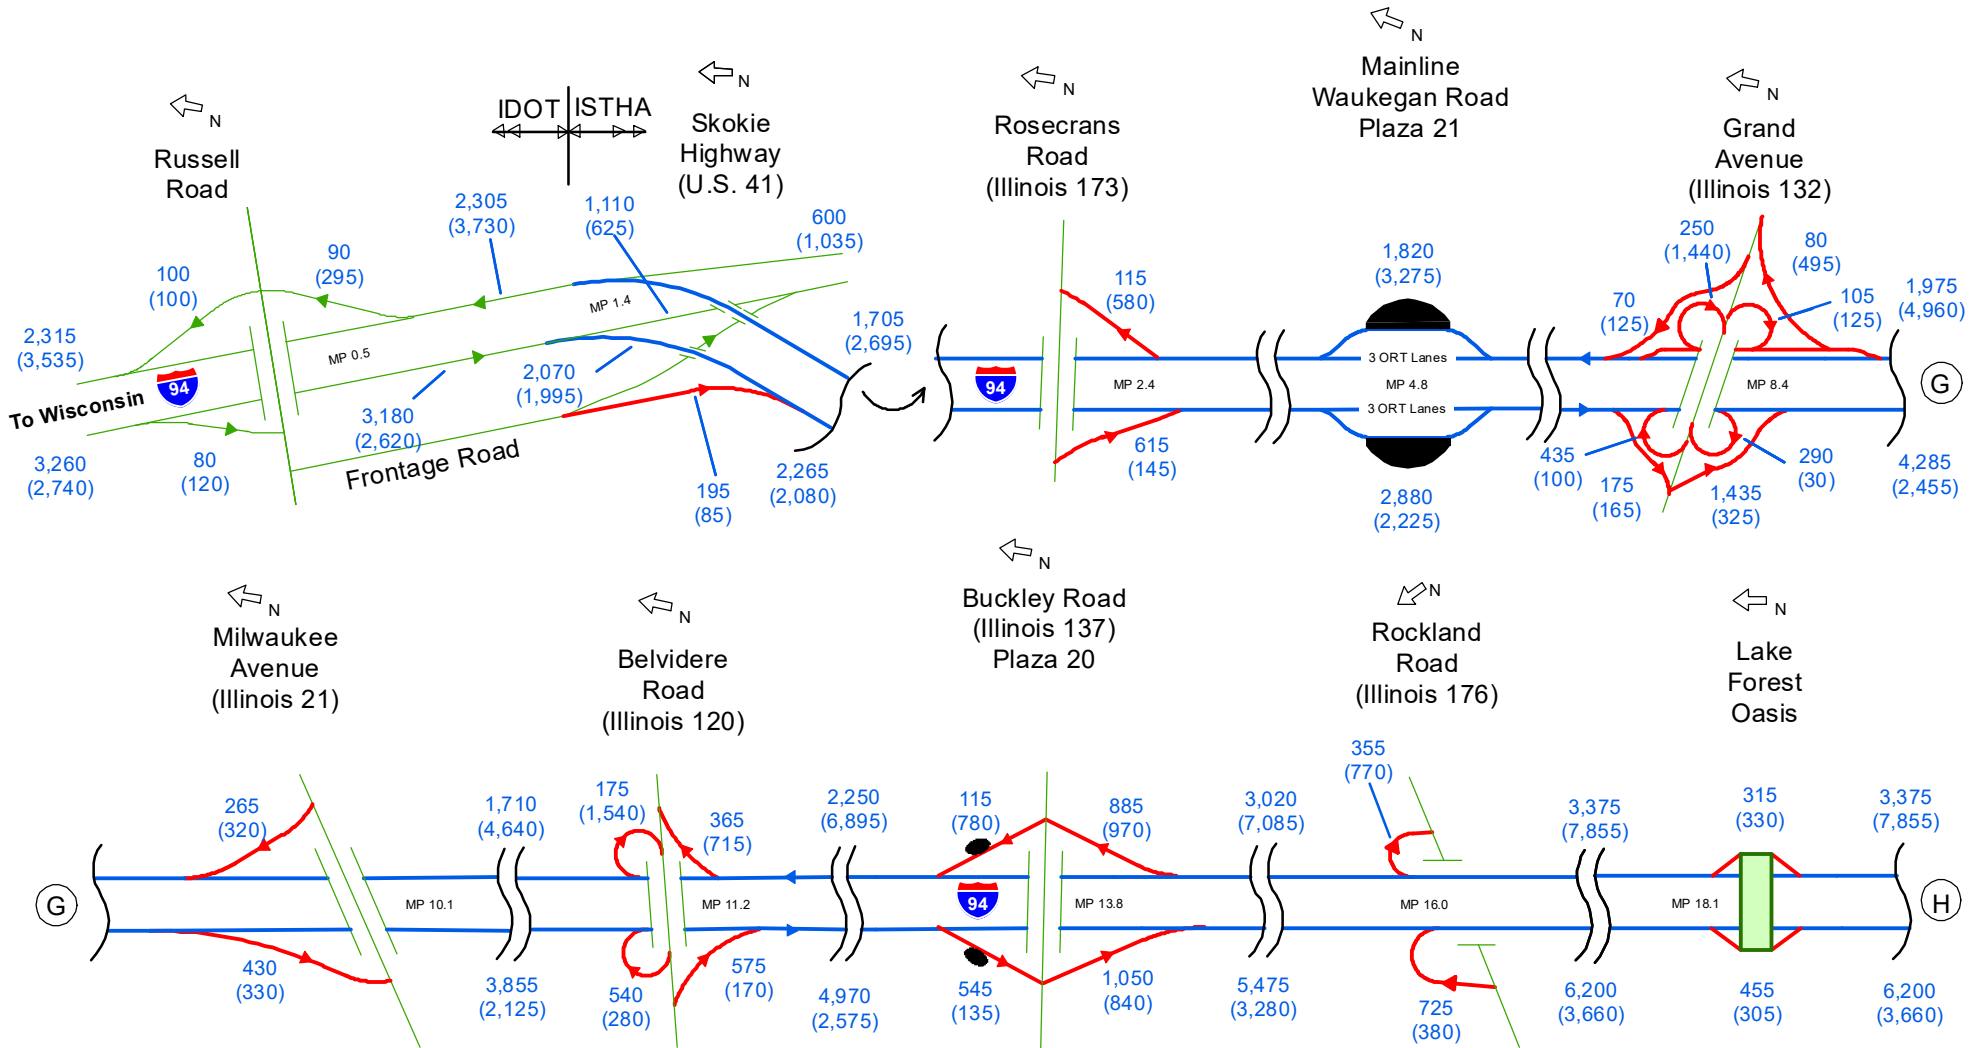 N
Russell
Road
IDOT
ISTHA
N
Skokie
Highway
(U.S. 41)
N
Rosecrans
Road
(Illinois 173)
N
Mainline
Waukegan Road
Plaza 21
N
Grand
Avenue
(Illinois 132)
2,305
(3,730)
1,110
(625)
600
(1,035)
90
(295)
100
(100)
2,315
(3,535)
MP 1.4
MP 0.5
94
To Wisconsin
3,260
(2,740)
80
(120)
3,180
(2,620)
Frontage Road
2,070
(1,995)
195
(85)
1,705
(2,695)
2,265
(2,080)
94
115
(580)
MP 2.4
615
(145)
1,820
(3,275)
3 ORT Lanes
MP 4.8
3 ORT Lanes
2,880
(2,225)
250
(1,440)
80
(495)
70
(125)
105
(125)
1,975
(4,960)
MP 8.4
G
435
(100)
175
(165)
1,435
(325)
290
(30)
4,285
(2,455)
N
Milwaukee
Avenue
(Illinois 21)
N
Belvidere
Road
(Illinois 120)
N
Buckley Road
(Illinois 137)
Plaza 20
N
Rockland
Road
(Illinois 176)
N
Lake
Forest
Oasis
G
265
(320)
430
(330)
MP 10.1
1,710
(4,640)
3,855
(2,125)
175
(1,540)
365
(715)
MP 11.2
540
(280)
575
(170)
2,250
(6,895)
4,970
(2,575)
115
(780)
885
(970)
94
MP 13.8
545
(135)
1,050
(840)
3,020
(7,085)
5,475
(3,280)
355
(770)
MP 16.0
725
(380)
3,375
(7,855)
6,200
(3,660)
315
(330)
MP 18.1
455
(305)
3,375
(7,855)
6,200
(3,660)
H